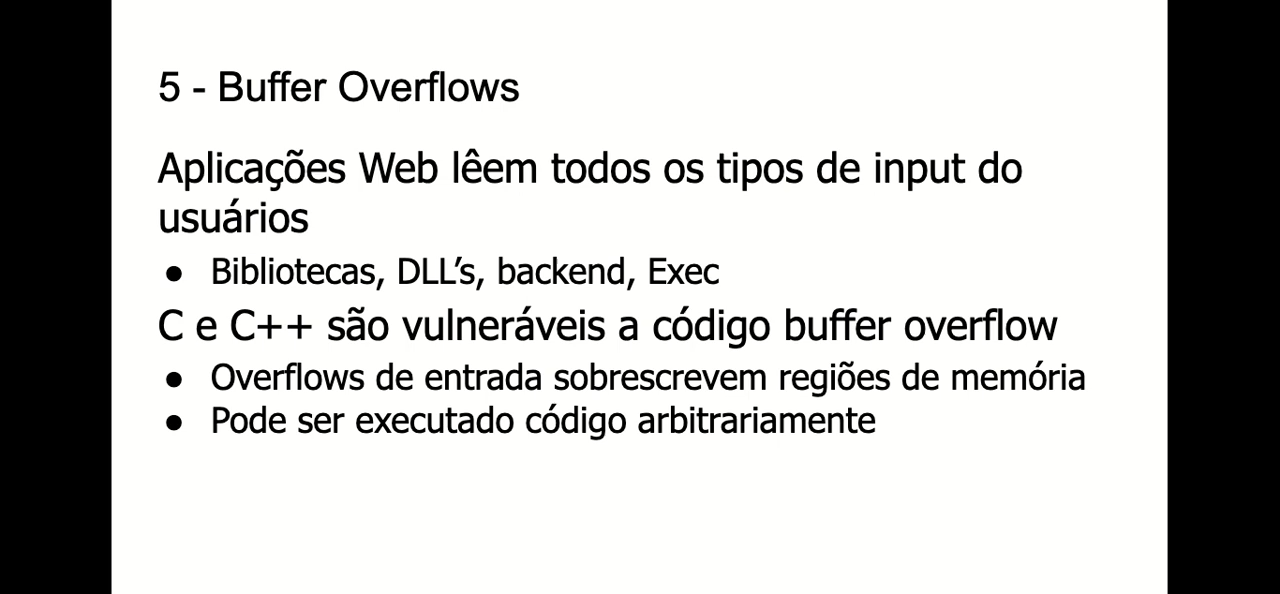 5 - Buffer Overflows
Aplicações Web lêem todos os tipos de input do
usuários
● Bibliotecas, DLL’s, backend, Exec
C e C++ são vulneráveis a código buffer overflow
● Overflows de entrada sobrescrevem regiões de memória
● Pode ser executado código arbitrariamente